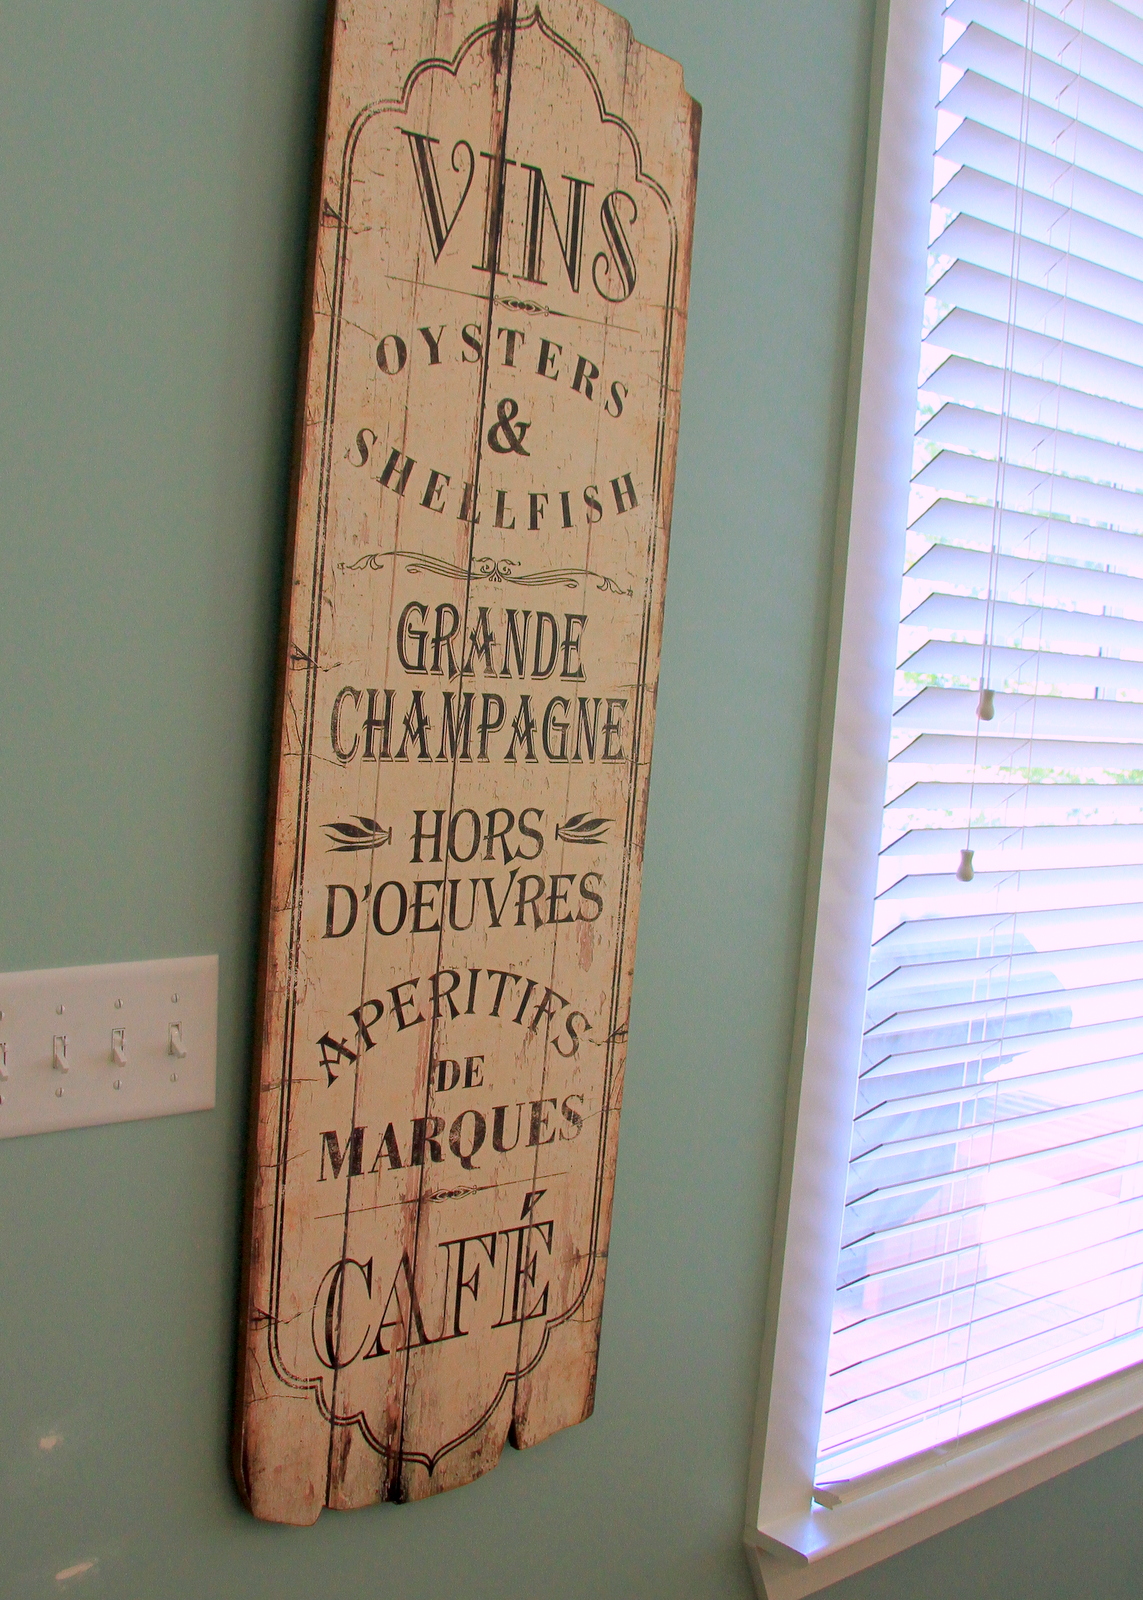 VINS
OYSTERS
&
SHELLFISH
GRANDE
CHAMPAGNE
HORS
D'OEUVRES
APERITIFS
DE
MARQUES
CAFÉ